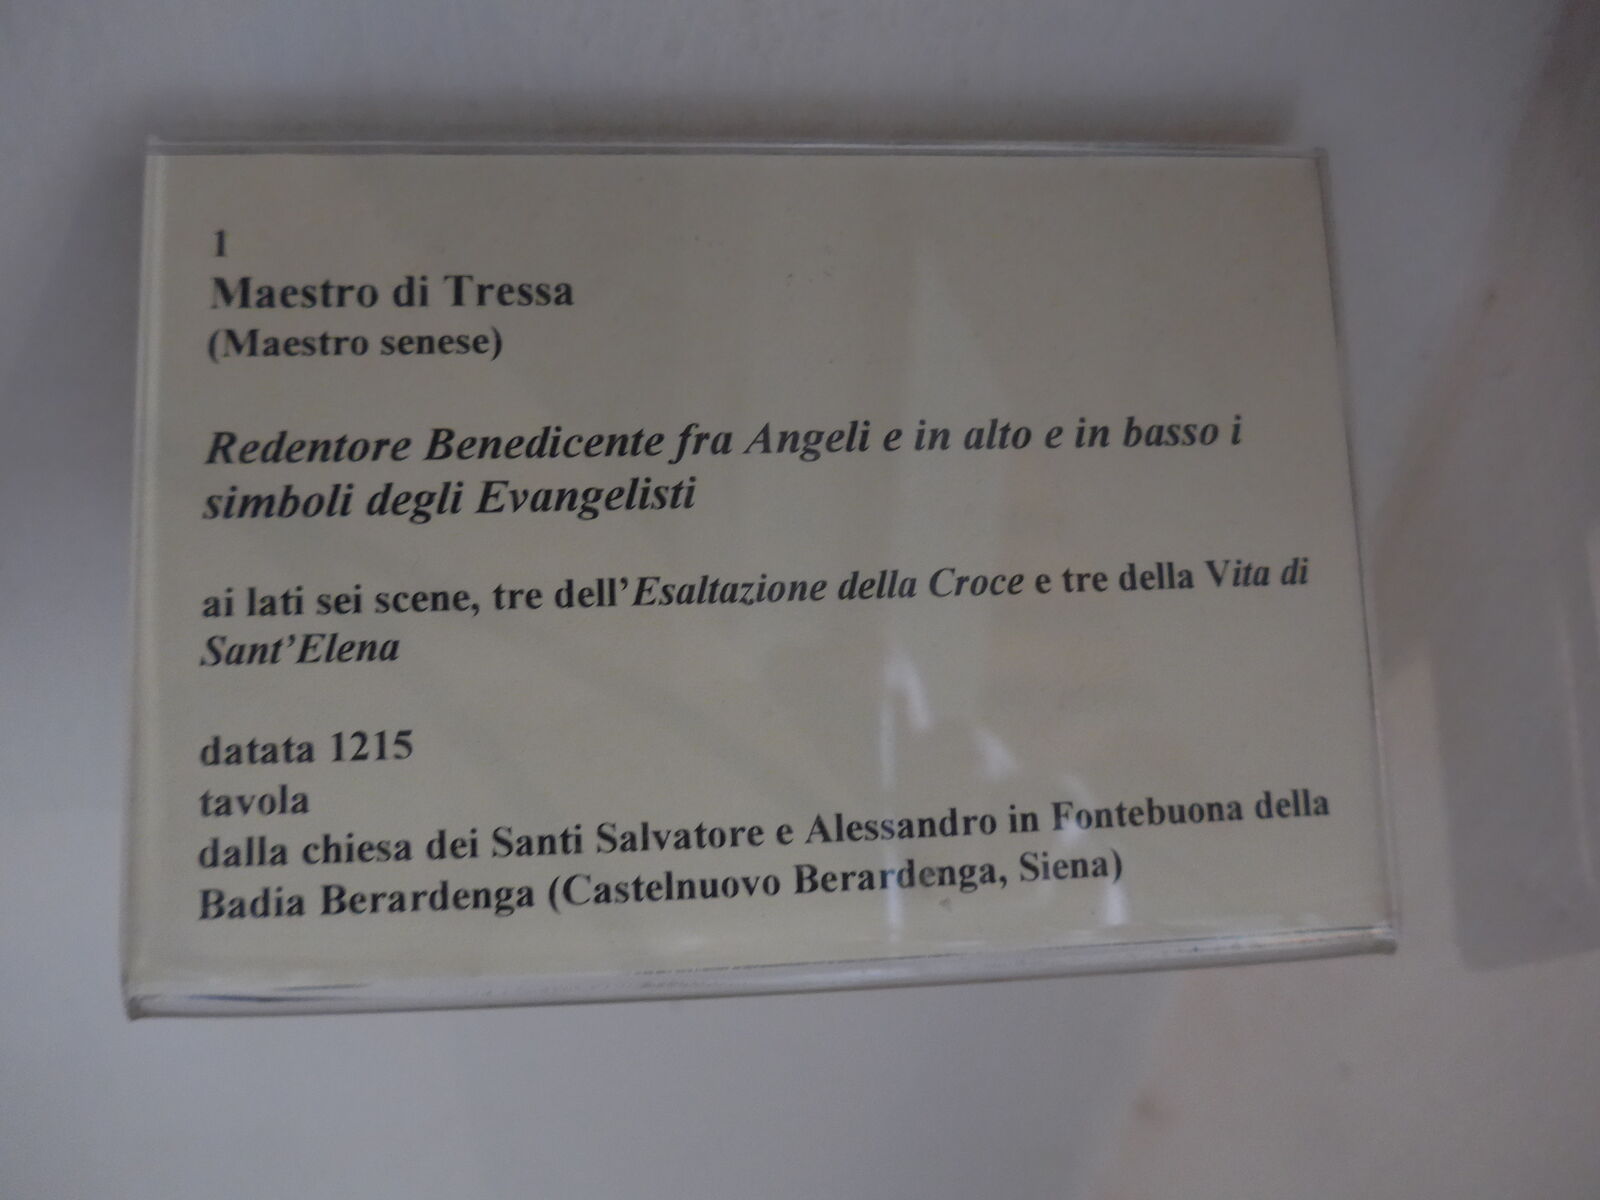 1
Maestro di Tressa
(Maestro senese)
Redentore Benedicente fra Angeli e in alto e in basso i
simboli degli Evangelisti
ai lati sei scene, tre dell’Esaltazione della Croce e tre della Vita di
Sant’Elena
datata 1215
tavola
dalla chiesa dei Santi Salvatore e Alessandro in Fontebuona della
Badia Berardenga (Castelnuovo Berardenga, Siena)